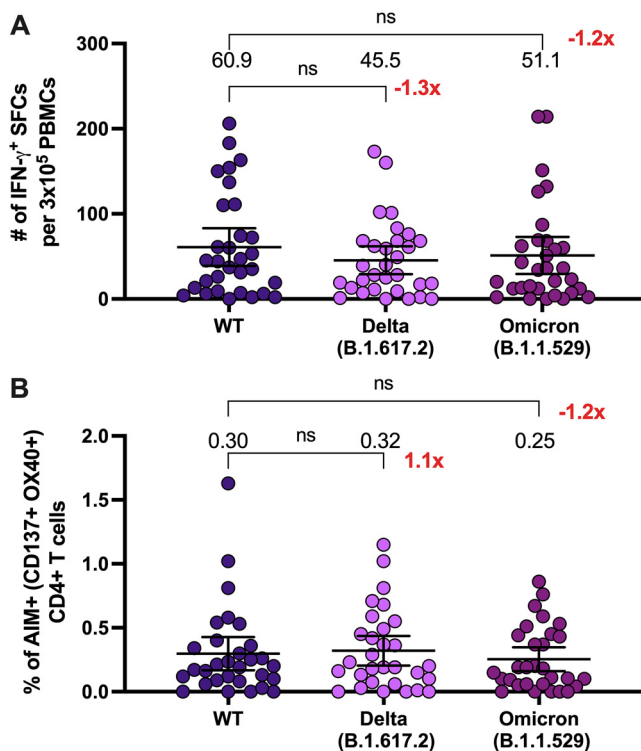 A
ns
-1.2x
300
60.9
45.5
51.1
ns
-1.3x
200
100
0
# of IFN-γ+ SFCs
per 3x10⁵ PBMCs
WT
Delta
(B.1.617.2)
Omicron
(B.1.1.529)
B
ns
-1.2x
2.0
0.30
ns
0.32
0.25
1.1x
1.5
1.0
0.5
0.0
% of AIM+ (CD137+ OX40+)
CD4+ T cells
WT
Delta
(B.1.617.2)
Omicron
(B.1.1.529)